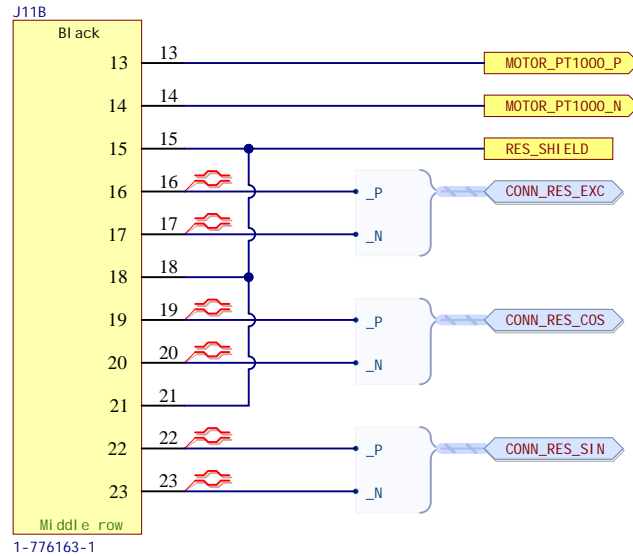 J11B
Black
13 13 MOTOR_PT1000_P
14 14 MOTOR_PT1000_N
15 15 RES_SHIELD
16 16 _P CONN_RES_EXC
17 17 _N
18 18
19 19 _P CONN_RES_COS
20 20 _N
21 21
22 22 _P CONN_RES_SIN
23 23 _N
Middle row
1-776163-1